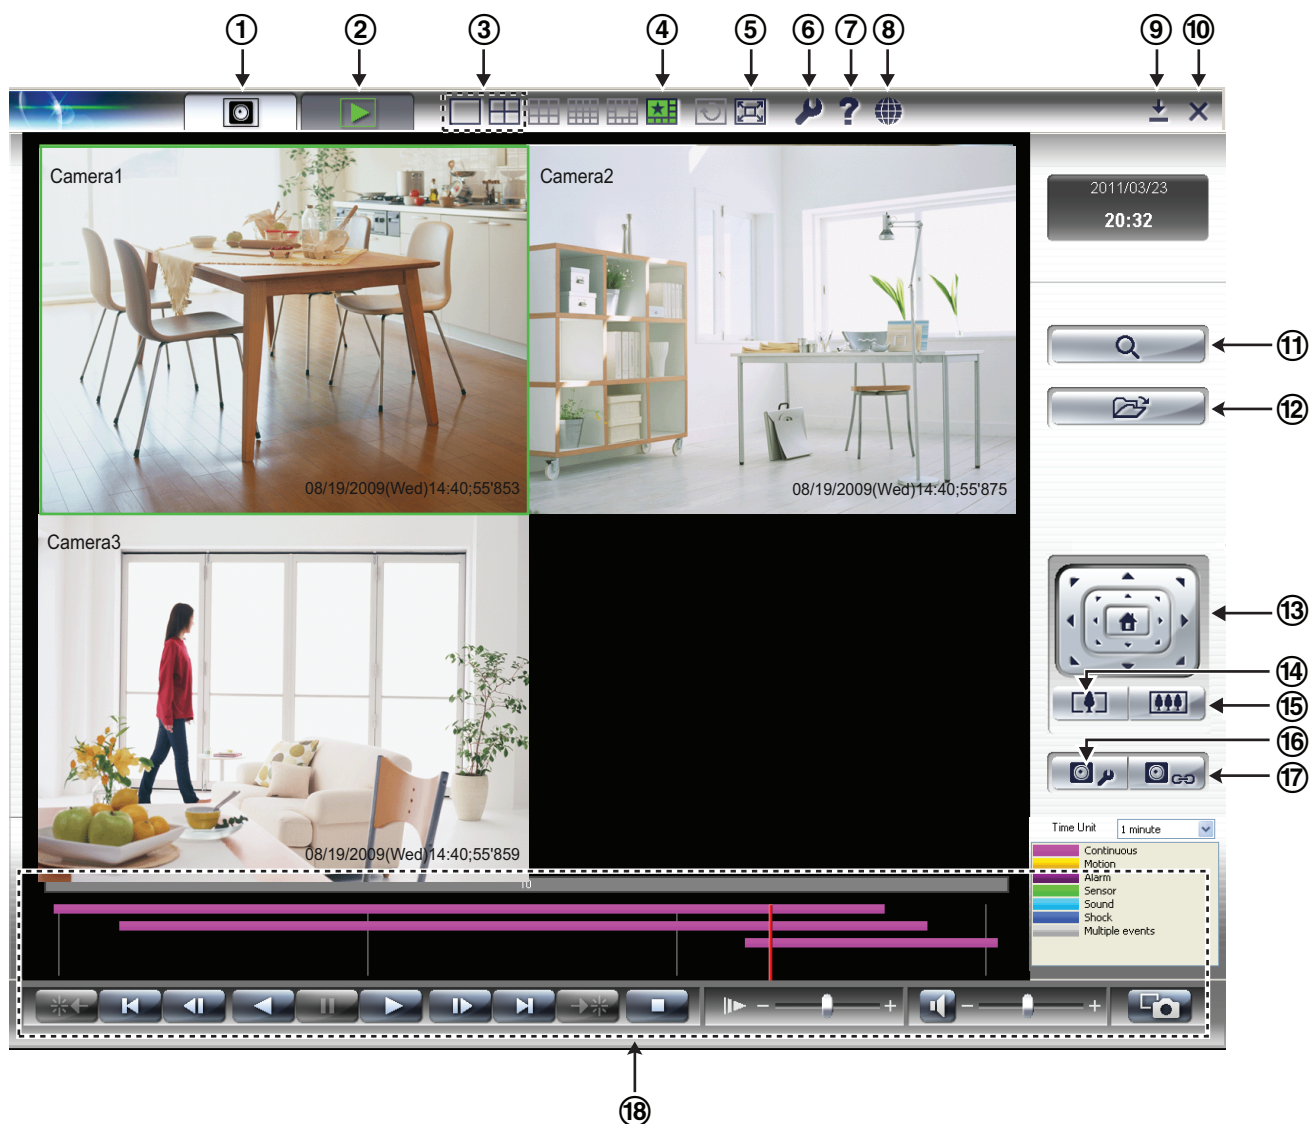 ① ② ③ ④ ⑤ ⑥ ⑦ ⑧ ⑨ ⑩
?
Camera1
Camera2
2011/03/23
20:32
⑪
⑫
08/19/2009(Wed)14:40;55'853
08/19/2009(Wed)14:40;55'875
Camera3
⑬
⑭
⑮
⑯
⑰
08/19/2009(Wed)14:40;55'859
Time Unit 1 minute
Continuous
Motion
Alarm
Sensor
Sound
Shock
Multiple events
10
− + − +
⑱